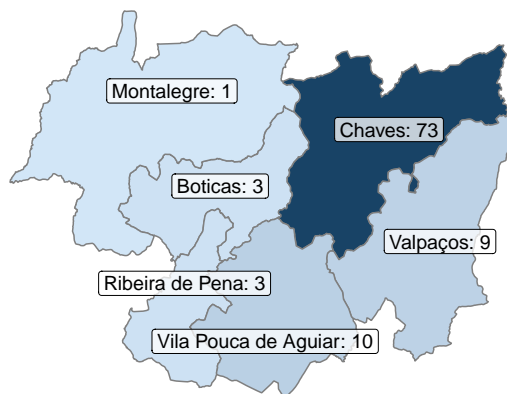 Montalegre: 1
Chaves: 73
Boticas: 3
Valpaços: 9
Ribeira de Pena: 3
Vila Pouca de Aguiar: 10